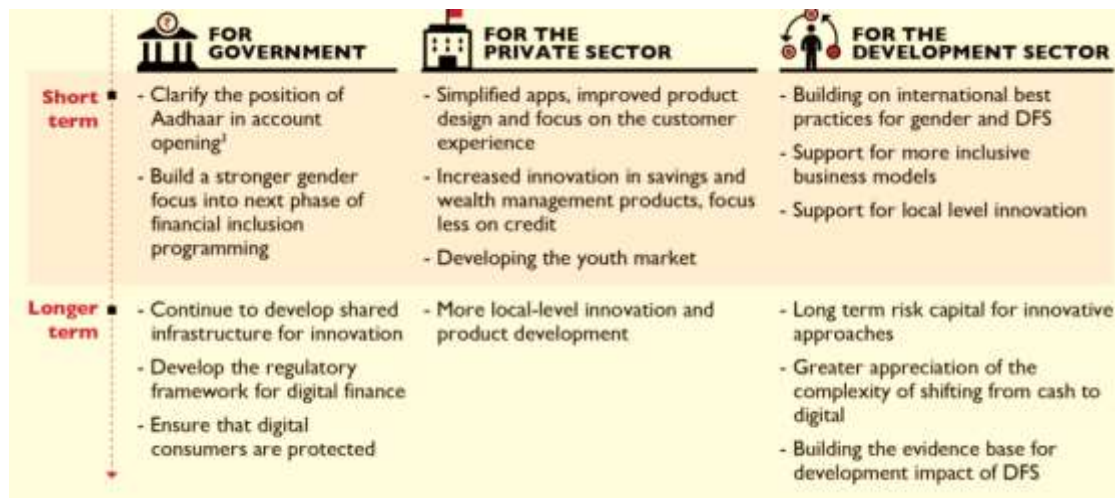 FOR
GOVERNMENT
FOR THE
PRIVATE SECTOR
FOR THE
DEVELOPMENT SECTOR
Short
term
- Clarify the position of
Aadhaar in account
opening³
- Build a stronger gender
focus into next phase of
financial inclusion
programming
- Simplified apps, improved product
design and focus on the customer
experience
- Increased innovation in savings and
wealth management products, focus
less on credit
- Developing the youth market
- Building on international best
practices for gender and DFS
- Support for more inclusive
business models
- Support for local level innovation
Longer
term
- Continue to develop shared
infrastructure for innovation
- Develop the regulatory
framework for digital finance
- Ensure that digital
consumers are protected
- More local-level innovation and
product development
- Long term risk capital for innovative
approaches
- Greater appreciation of the
complexity of shifting from cash to
digital
- Building the evidence base for
development impact of DFS